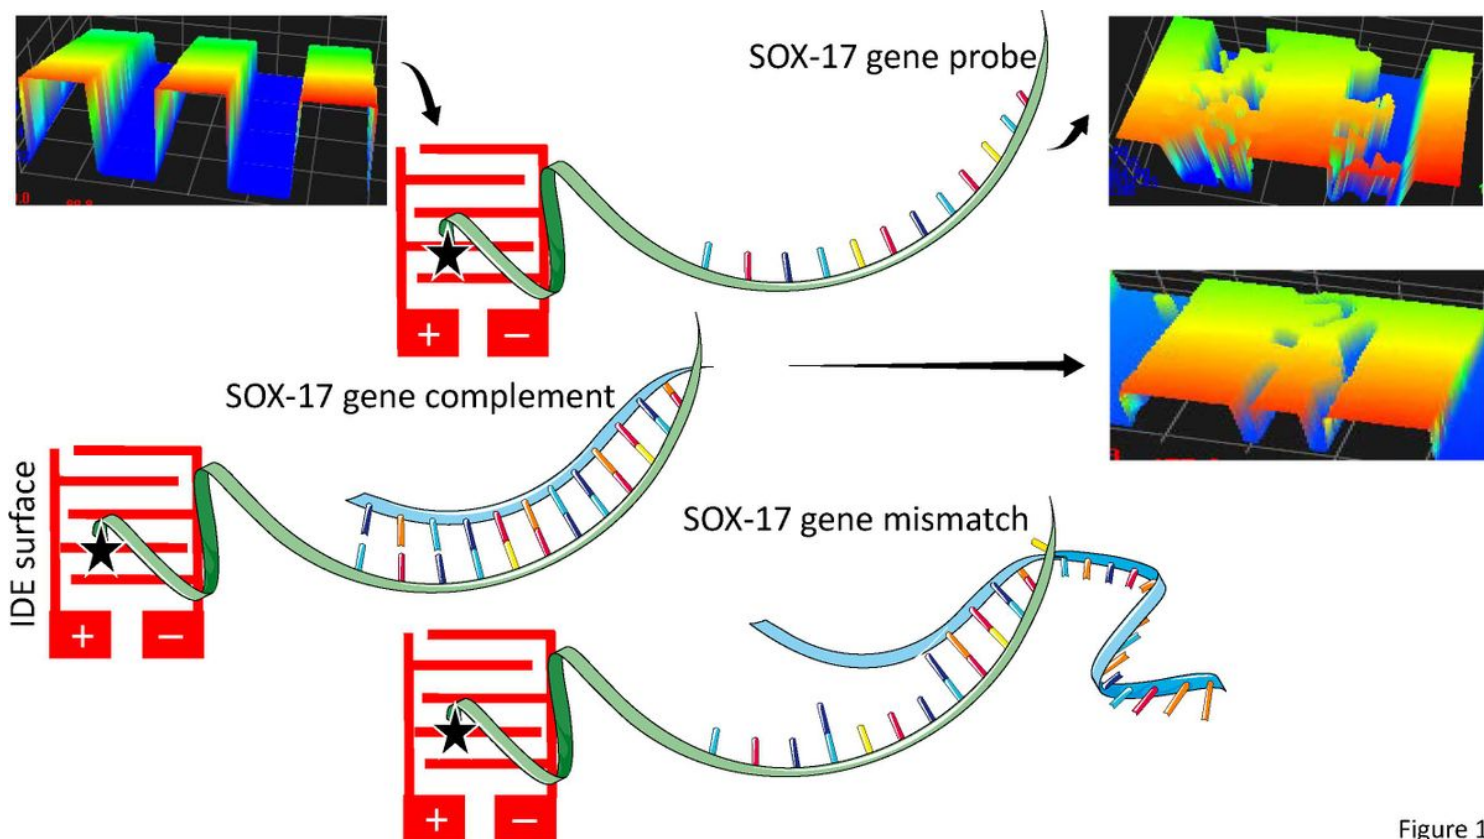 SOX-17 gene probe
+ −
SOX-17 gene complement
IDE surface
+ −
SOX-17 gene mismatch
+ −
Figure 1